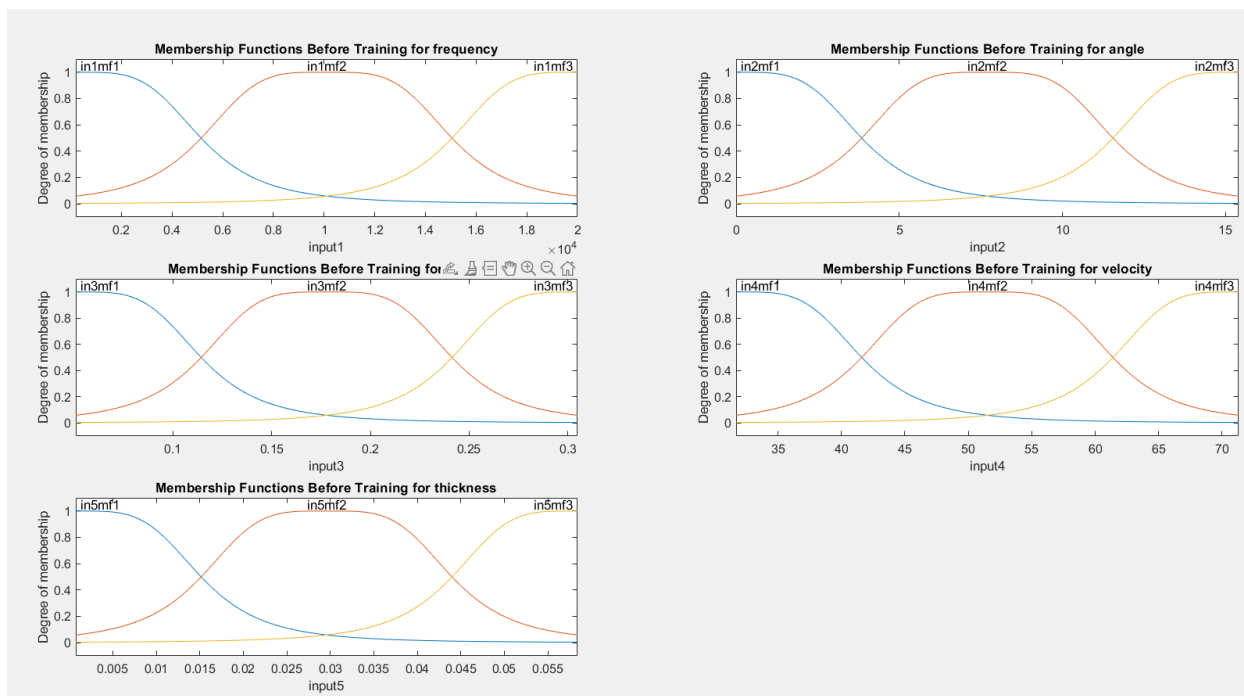 Membership Functions Before Training for frequency
in1mf1 in1mf2 in1mf3
Degree of membership
1
0.8
0.6
0.4
0.2
0
0.2 0.4 0.6 0.8 1 1.2 1.4 1.6 1.8 2
×10^4
input1
Membership Functions Before Training for angle
in2mf1 in2mf2 in2mf3
Degree of membership
1
0.8
0.6
0.4
0.2
0
0 5 10 15
input2
Membership Functions Before Training for
in3mf1 in3mf2 in3mf3
Degree of membership
1
0.8
0.6
0.4
0.2
0
0.1 0.15 0.2 0.25 0.3
input3
Membership Functions Before Training for velocity
in4mf1 in4mf2 in4mf3
Degree of membership
1
0.8
0.6
0.4
0.2
0
35 40 45 50 55 60 65 70
input4
Membership Functions Before Training for thickness
in5mf1 in5mf2 in5mf3
Degree of membership
1
0.8
0.6
0.4
0.2
0
0.005 0.01 0.015 0.02 0.025 0.03 0.035 0.04 0.045 0.05 0.055
input5